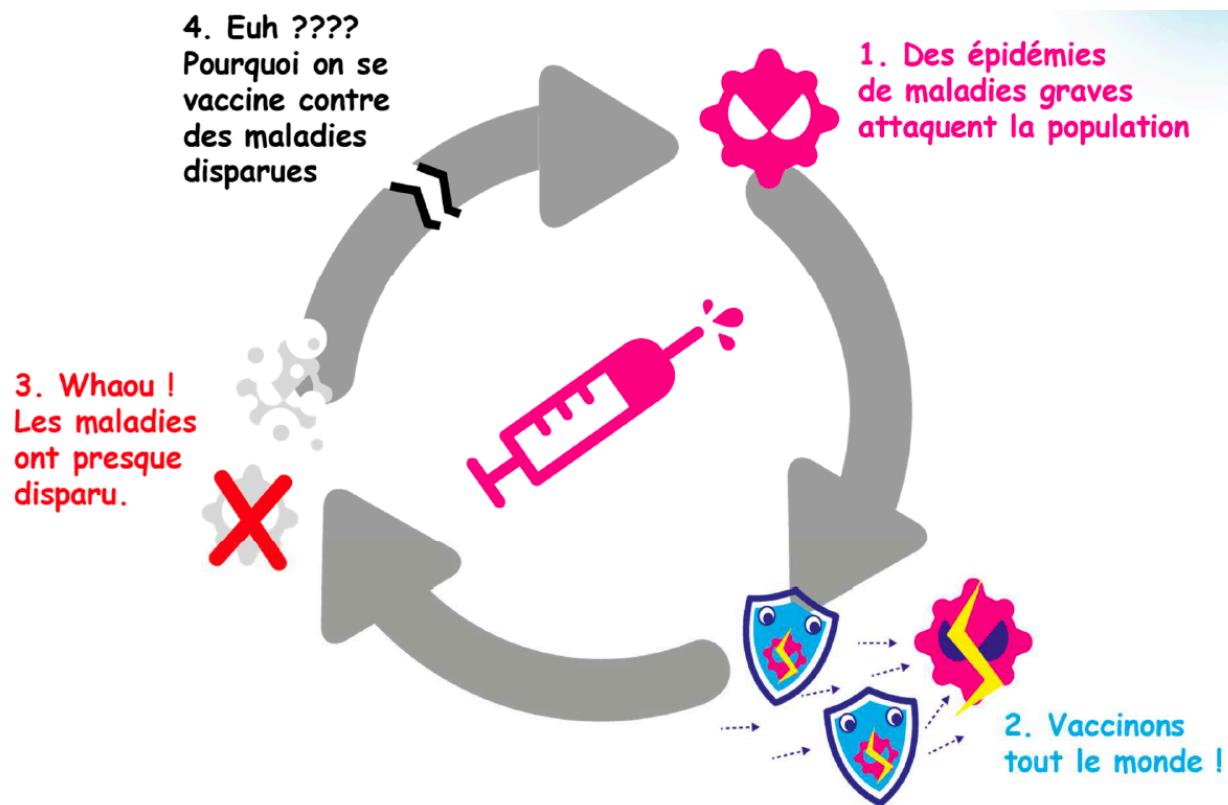 1. Des épidémies
de maladies graves
attaquent la population
2. Vaccinons
tout le monde !
3. Whaou !
Les maladies
ont presque
disparu.
4. Euh ????
Pourquoi on se
vaccine contre
des maladies
disparues